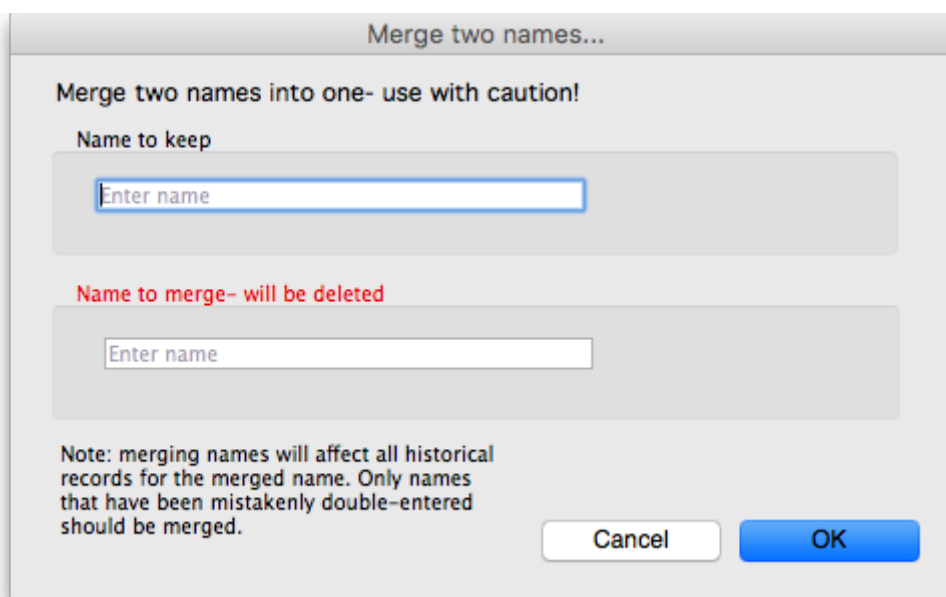 Merge two names...
Merge two names into one- use with caution!
Name to keep
Enter name
Name to merge– will be deleted
Enter name
Note: merging names will affect all historical
records for the merged name. Only names
that have been mistakenly double–entered
should be merged.
Cancel OK